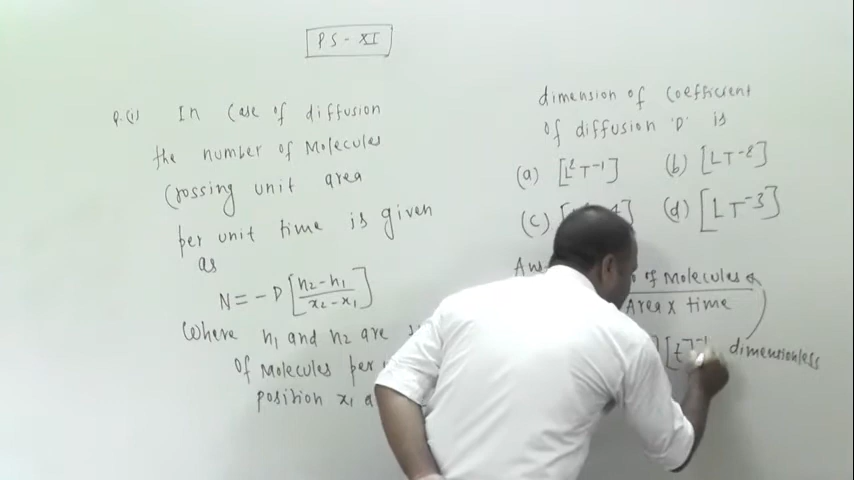 PS - XI
Q.(1) In Case of diffusion
the number of Molecules
Crossing unit area
per unit time is given
as
N = - D [ n2 - n1 / x2 - x1 ]
Where n1 and n2 are
of Molecules per
position x1
dimension of Coefficient
of diffusion 'D' is
(a) [L²T⁻¹] (b) [LT⁻²]
(c) (d) [LT⁻³]
Ans
of Molecules
Area x time
dimensionless